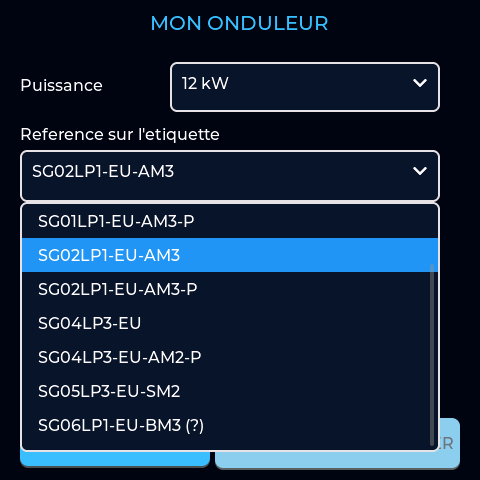 MON ONDULEUR
Puissance
12 kW
Reference sur l'etiquette
SG02LP1-EU-AM3
SG01LP1-EU-AM3-P
SG02LP1-EU-AM3
SG02LP1-EU-AM3-P
SG04LP3-EU
SG04LP3-EU-AM2-P
SG05LP3-EU-SM2
SG06LP1-EU-BM3 (?)